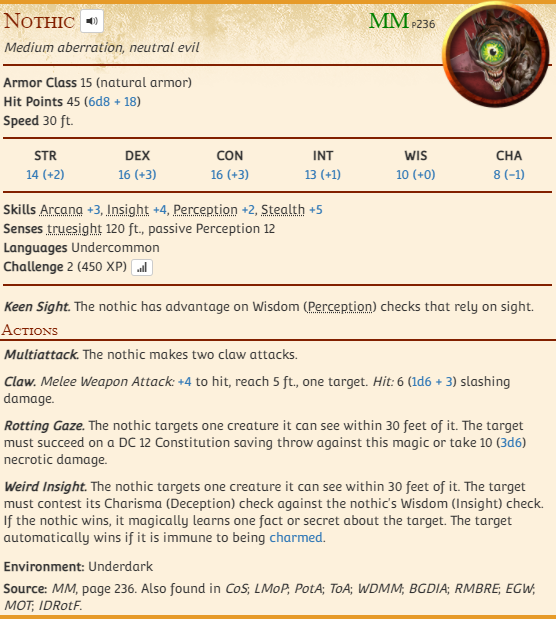 Nothic MM P236
Medium aberration, neutral evil
Armor Class 15 (natural armor)
Hit Points 45 (6d8 + 18)
Speed 30 ft.
STR DEX CON INT WIS CHA
14 (+2) 16 (+3) 16 (+3) 13 (+1) 10 (+0) 8 (−1)
Skills Arcana +3, Insight +4, Perception +2, Stealth +5
Senses truesight 120 ft., passive Perception 12
Languages Undercommon
Challenge 2 (450 XP)
Keen Sight. The nothic has advantage on Wisdom (Perception) checks that rely on sight.
Actions
Multiattack. The nothic makes two claw attacks.
Claw. Melee Weapon Attack: +4 to hit, reach 5 ft., one target. Hit: 6 (1d6 + 3) slashing
damage.
Rotting Gaze. The nothic targets one creature it can see within 30 feet of it. The target
must succeed on a DC 12 Constitution saving throw against this magic or take 10 (3d6)
necrotic damage.
Weird Insight. The nothic targets one creature it can see within 30 feet of it. The target
must contest its Charisma (Deception) check against the nothic's Wisdom (Insight) check.
If the nothic wins, it magically learns one fact or secret about the target. The target
automatically wins if it is immune to being charmed.
Environment: Underdark
Source: MM, page 236. Also found in CoS; LMoP; PotA; ToA; WDMM; BGDIA; RMBRE; EGW;
MOT; IDRotF.